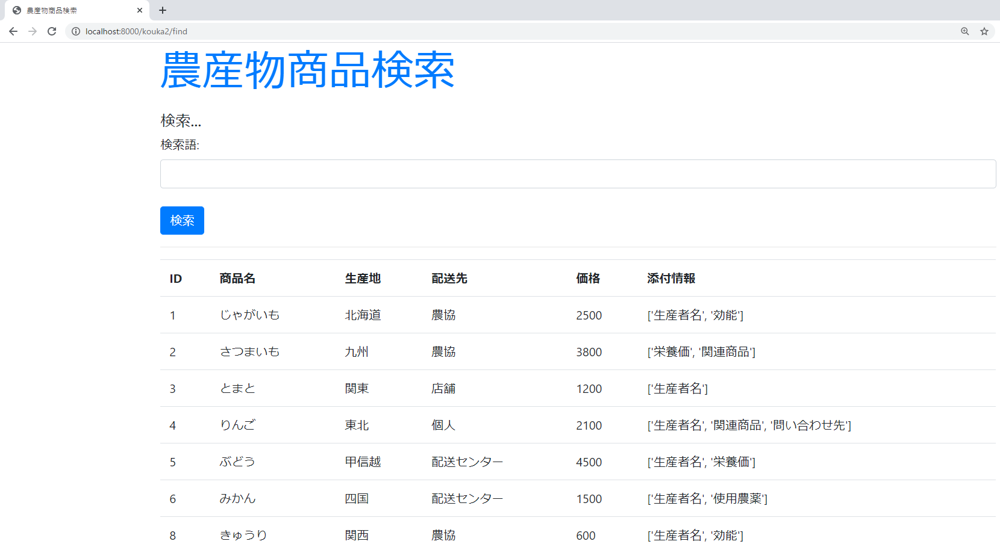 農産物商品検索
localhost:8000/kouka2/find
農産物商品検索
検索...
検索語:
検索
ID 商品名 生産地 配送先 価格 添付情報
1 じゃがいも 北海道 農協 2500 ['生産者名', '効能']
2 さつまいも 九州 農協 3800 ['栄養価', '関連商品']
3 とまと 関東 店舗 1200 ['生産者名']
4 りんご 東北 個人 2100 ['生産者名', '関連商品', '問い合わせ先']
5 ぶどう 甲信越 配送センター 4500 ['生産者名', '栄養価']
6 みかん 四国 配送センター 1500 ['生産者名', '使用農薬']
8 きゅうり 関西 農協 600 ['生産者名', '効能']